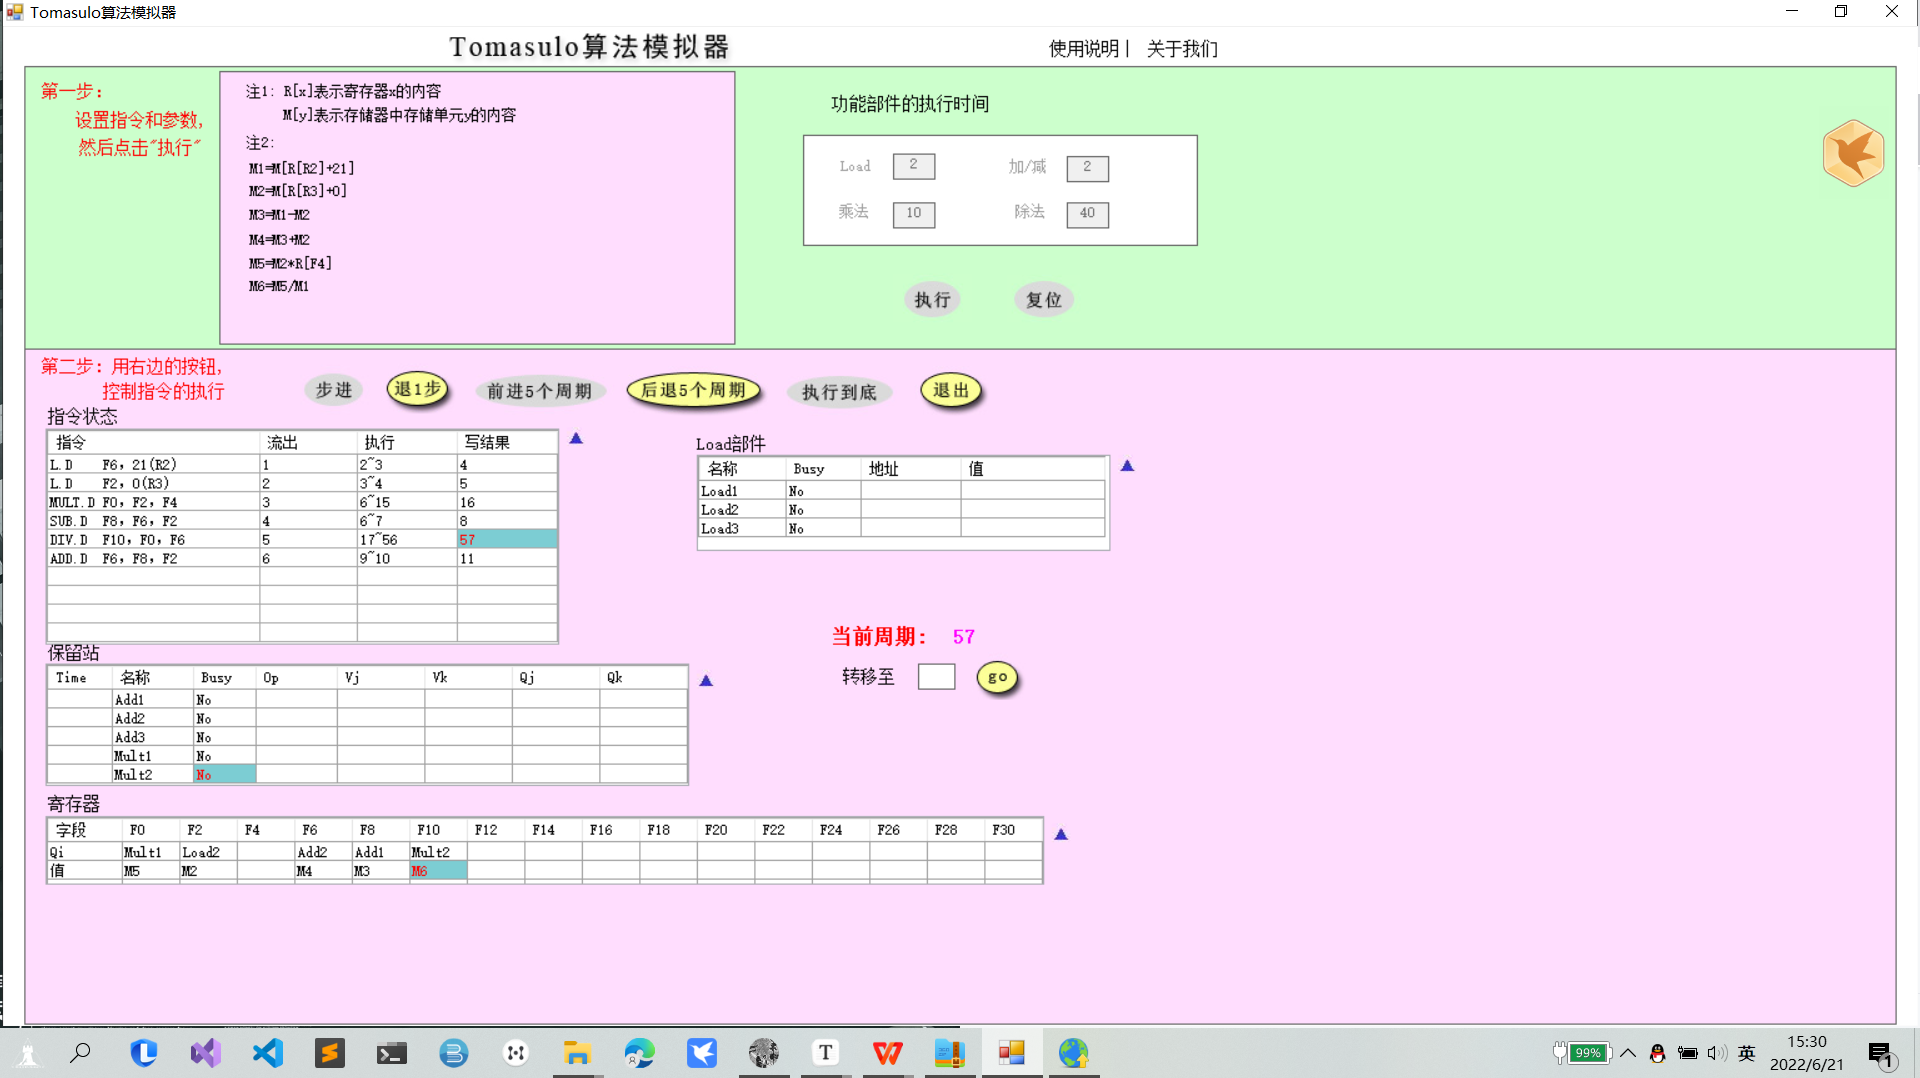 Tomasulo算法模拟器
Tomasulo算法模拟器
使用说明 | 关于我们
第一步：
设置指令和参数，
然后点击"执行"
注1: R[x]表示寄存器x的内容
M[y]表示存储器中存储单元y的内容
注2:
M1=M[R[R2]+21]
M2=M[R[R3]+0]
M3=M1-M2
M4=M3+M2
M5=M2*R[F4]
M6=M5/M1
功能部件的执行时间
Load 2 加/减 2
乘法 10 除法 40
执行 复位
第二步：用右边的按钮，
控制指令的执行
步进 退1步 前进5个周期 后退5个周期 执行到底 退出
指令状态
指令 流出 执行 写结果
L.D F6, 21(R2) 1 2~3 4
L.D F2, 0(R3) 2 3~4 5
MULT.D F0, F2, F4 3 6~15 16
SUB.D F8, F6, F2 4 6~7 8
DIV.D F10, F0, F6 5 17~56 57
ADD.D F6, F8, F2 6 9~10 11
Load部件
名称 Busy 地址 值
Load1 No
Load2 No
Load3 No
当前周期: 57
转移至 go
保留站
Time 名称 Busy Op Vj Vk Qj Qk
Add1 No
Add2 No
Add3 No
Mult1 No
Mult2 No
寄存器
字段 F0 F2 F4 F6 F8 F10 F12 F14 F16 F18 F20 F22 F24 F26 F28 F30
Qi Mult1 Load2 Add2 Add1 Mult2
值 M5 M2 M4 M3 M6
99% 英 15:30
2022/6/21 1